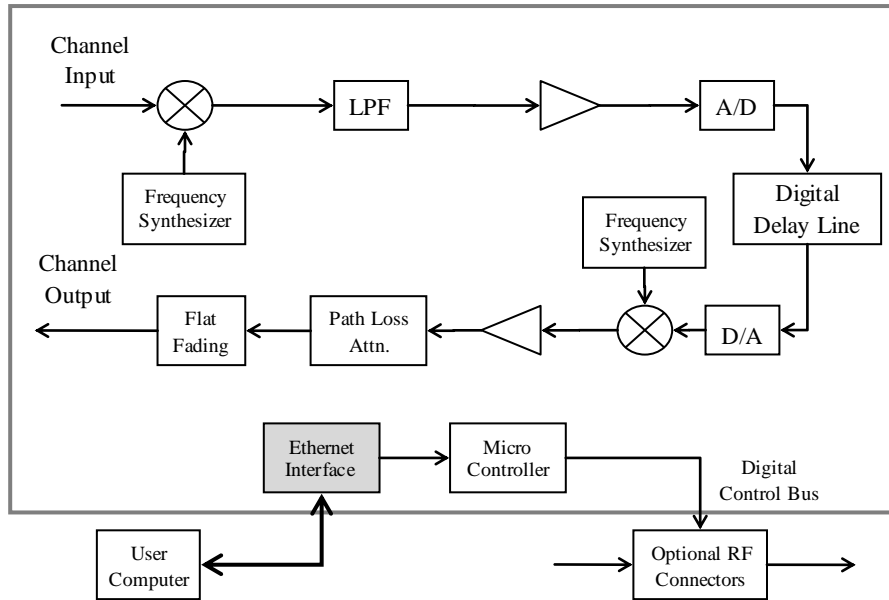 Channel
Input
LPF
A/D
Frequency
Synthesizer
Digital
Delay Line
Frequency
Synthesizer
Channel
Output
Flat
Fading
Path Loss
Attn.
D/A
Ethernet
Interface
Micro
Controller
Digital
Control Bus
User
Computer
Optional RF
Connectors